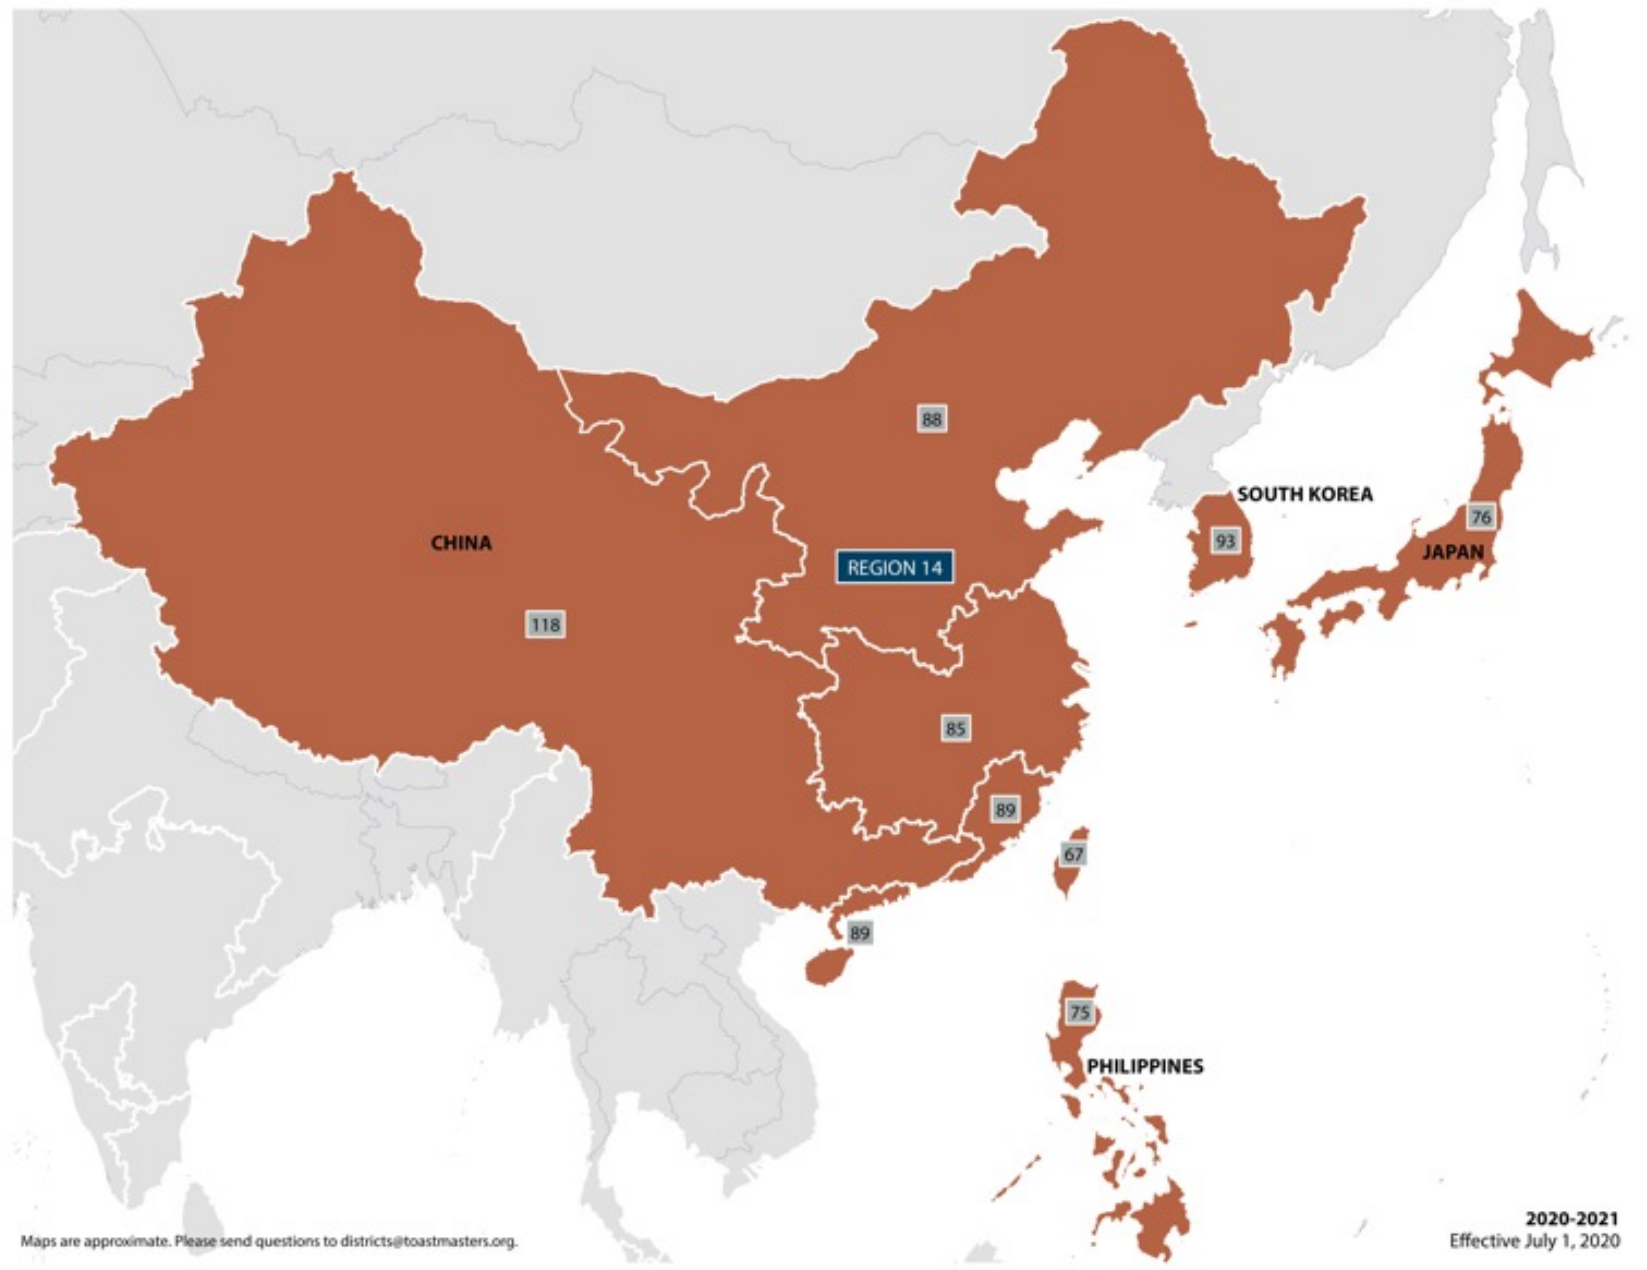 88
SOUTH KOREA
76
93
CHINA
JAPAN
REGION 14
118
85
89
67
89
75
PHILIPPINES
2020-2021
Maps are approximate. Please send questions to districts@toastmasters.org.
Effective July 1, 2020